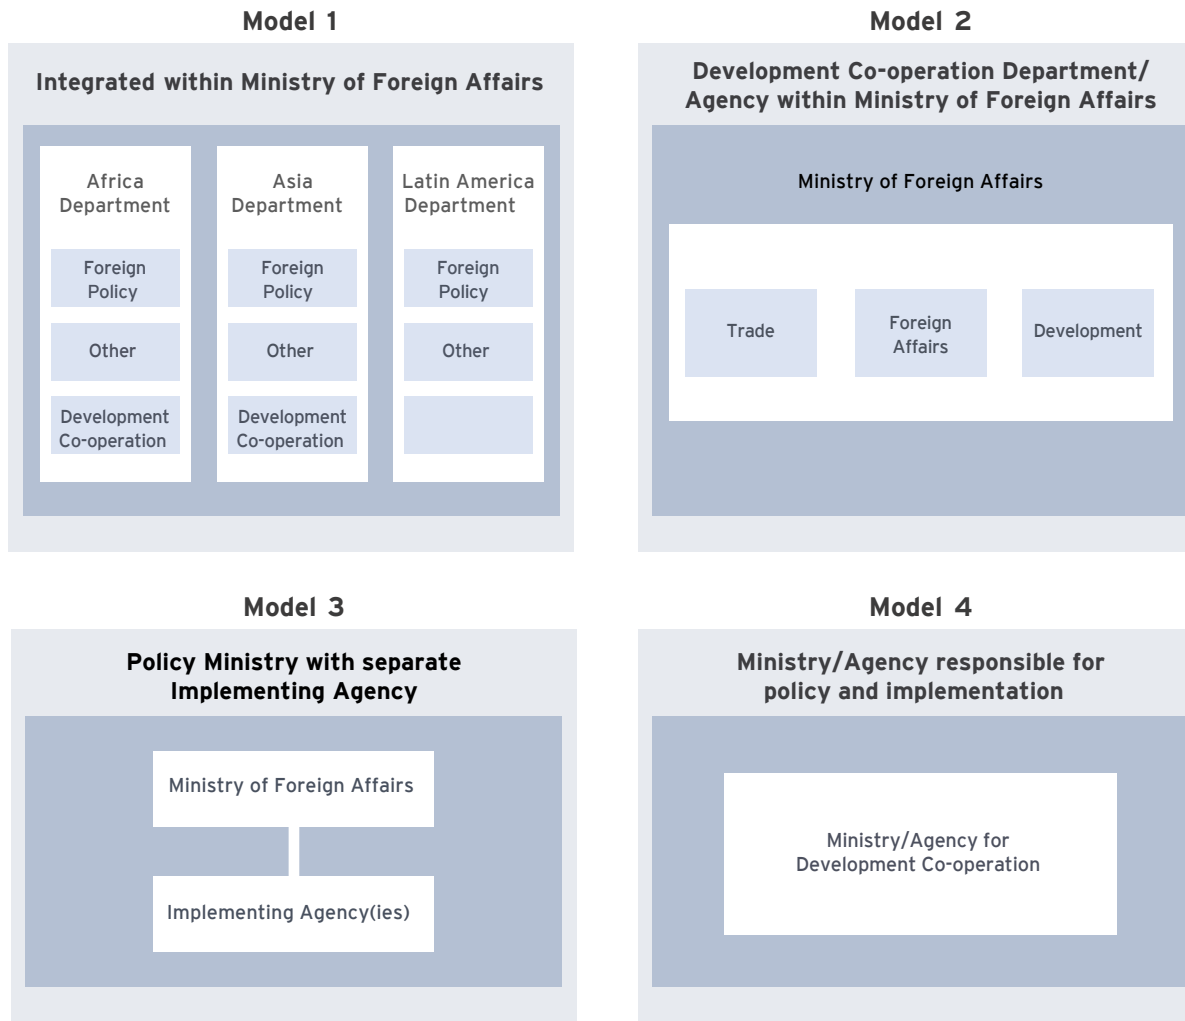 Model 1
Integrated within Ministry of Foreign Affairs
Africa
Department
Foreign
Policy
Other
Development
Co-operation
Asia
Department
Foreign
Policy
Other
Development
Co-operation
Latin America
Department
Foreign
Policy
Other
Model 2
Development Co-operation Department/
Agency within Ministry of Foreign Affairs
Ministry of Foreign Affairs
Trade
Foreign
Affairs
Development
Model 3
Policy Ministry with separate
Implementing Agency
Ministry of Foreign Affairs
Implementing Agency(ies)
Model 4
Ministry/Agency responsible for
policy and implementation
Ministry/Agency for
Development Co-operation